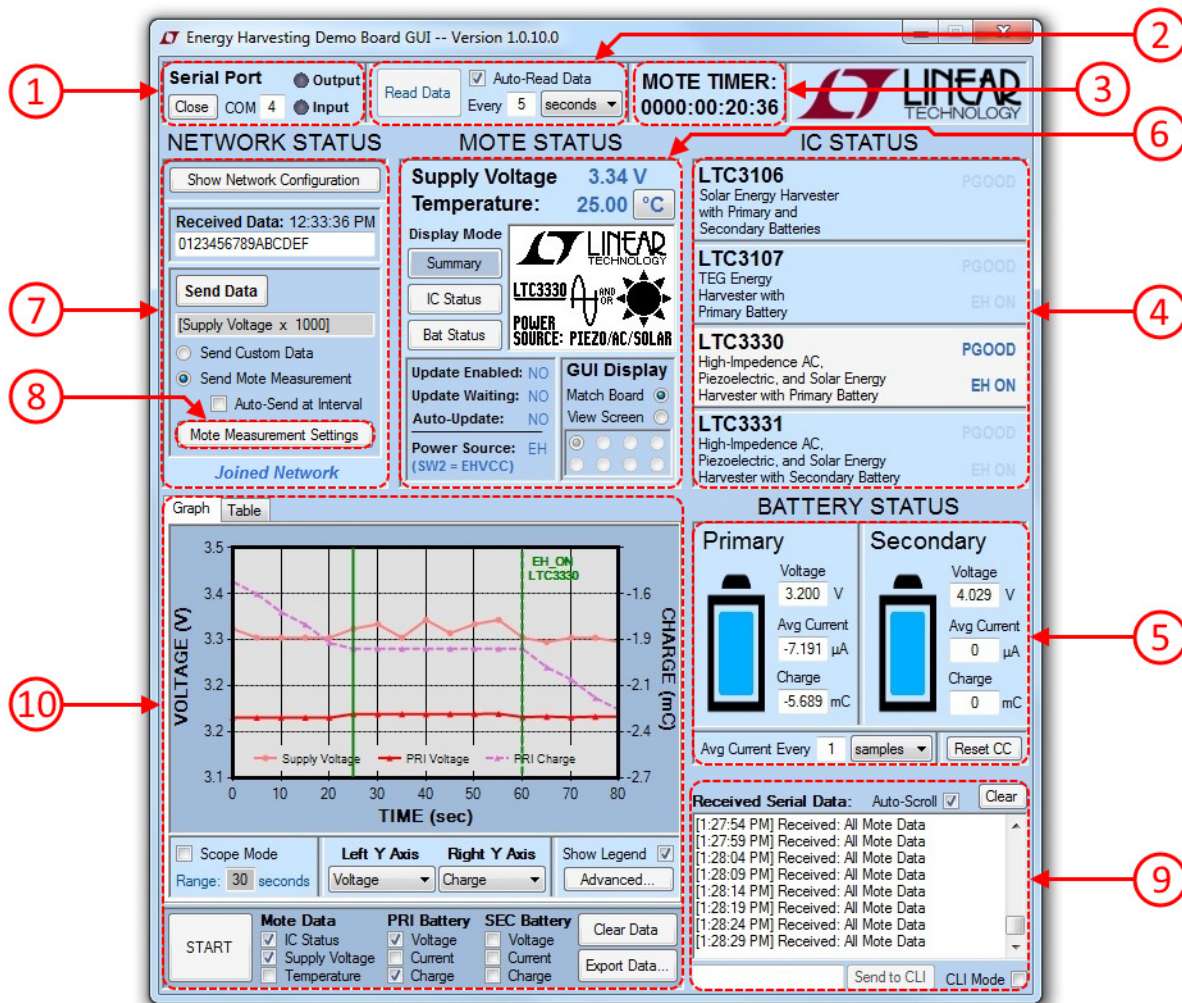 Energy Harvesting Demo Board GUI -- Version 1.0.10.0
1
2
3
Serial Port
Output
Close COM 4
Input
Read Data
Auto-Read Data
Every 5 seconds
MOTE TIMER:
0000:00:20:36
LINEAR
TECHNOLOGY
6
NETWORK STATUS
MOTE STATUS
IC STATUS
7
Show Network Configuration
Received Data: 12:33:36 PM
0123456789ABCDEF
Send Data
[Supply Voltage x 1000]
Send Custom Data
Send Mote Measurement
Auto-Send at Interval
8
Mote Measurement Settings
Joined Network
Supply Voltage 3.34 V
Temperature: 25.00 °C
Display Mode
Summary
IC Status
Bat Status
LINEAR
TECHNOLOGY
LTC3330
AND
OR
POWER
SOURCE: PIEZO/AC/SOLAR
Update Enabled: NO
Update Waiting: NO
Auto-Update: NO
Power Source: EH
(SW2 = EHVCC)
GUI Display
Match Board
View Screen
4
LTC3106
PGOOD
Solar Energy Harvester
with Primary and
Secondary Batteries
LTC3107
PGOOD
TEG Energy
Harvester with
Primary Battery
EH ON
LTC3330
PGOOD
High-Impedence AC,
Piezoelectric, and Solar Energy
Harvester with Primary Battery
EH ON
LTC3331
PGOOD
High-Impedence AC,
Piezoelectric, and Solar Energy
Harvester with Secondary Battery
EH ON
10
Graph Table
VOLTAGE (V)
3.5
3.4
3.3
3.2
3.2
3.1
EH_ON
LTC3330
CHARGE (mC)
-1.6
-1.9
-2.1
-2.4
-2.7
Supply Voltage PRI Voltage PRI Charge
0 10 20 30 40 50 60 70 80
TIME (sec)
Scope Mode
Range: 30 seconds
Left Y Axis
Voltage
Right Y Axis
Charge
Show Legend
Advanced...
START
Mote Data
IC Status
Supply Voltage
Temperature
PRI Battery
Voltage
Current
Charge
SEC Battery
Voltage
Current
Charge
Clear Data
Export Data...
BATTERY STATUS
5
Primary
Voltage
3.200 V
Avg Current
-7.191 µA
Charge
-5.689 mC
Secondary
Voltage
4.029 V
Avg Current
0 µA
Charge
0 mC
Avg Current Every 1 samples
Reset CC
9
Received Serial Data: Auto-Scroll
Clear
[1:27:54 PM] Received: All Mote Data
[1:27:59 PM] Received: All Mote Data
[1:28:04 PM] Received: All Mote Data
[1:28:09 PM] Received: All Mote Data
[1:28:14 PM] Received: All Mote Data
[1:28:19 PM] Received: All Mote Data
[1:28:24 PM] Received: All Mote Data
[1:28:29 PM] Received: All Mote Data
Send to CLI
CLI Mode